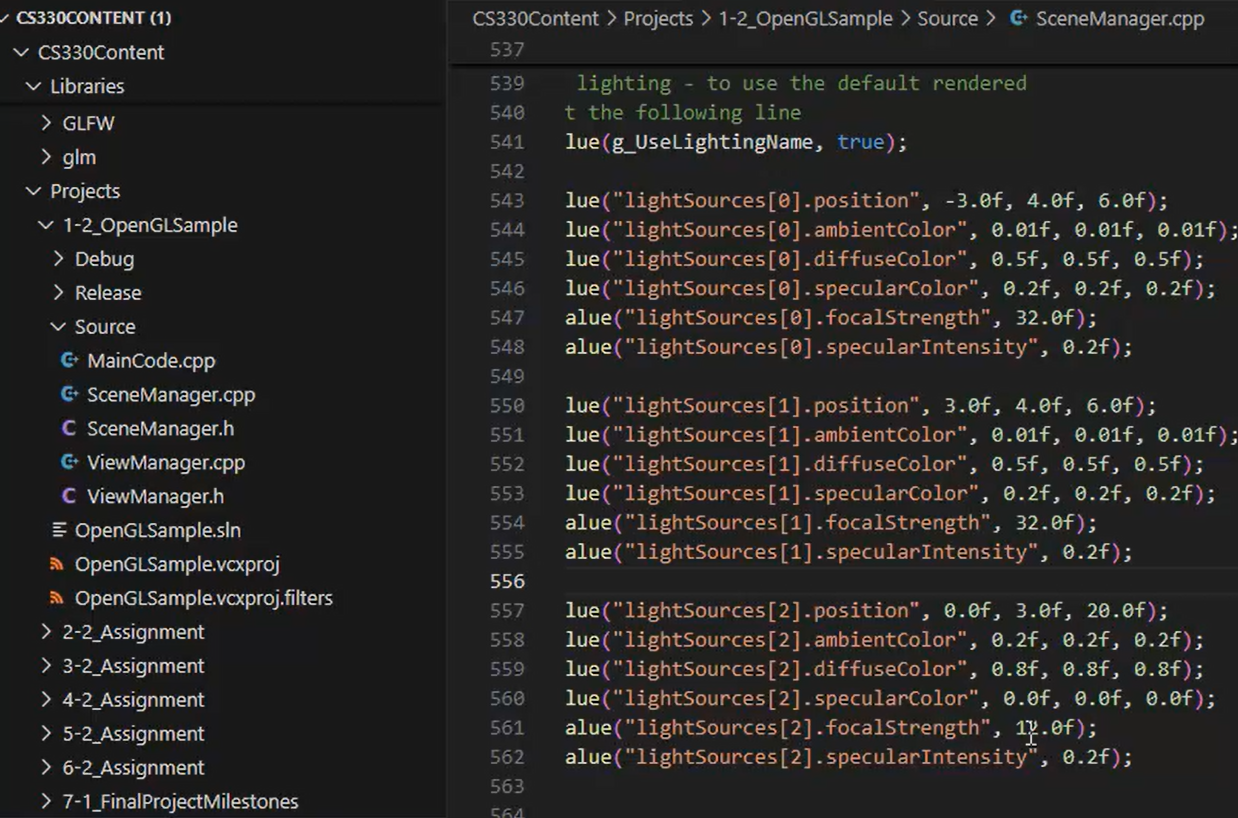 CS330CONTENT (1)
CS330Content
Libraries
GLFW
glm
Projects
1-2_OpenGLSample
Debug
Release
Source
MainCode.cpp
SceneManager.cpp
SceneManager.h
ViewManager.cpp
ViewManager.h
OpenGLSample.sln
OpenGLSample.vcxproj
OpenGLSample.vcxproj.filters
2-2_Assignment
3-2_Assignment
4-2_Assignment
5-2_Assignment
6-2_Assignment
7-1_FinalProjectMilestones
CS330Content > Projects > 1-2_OpenGLSample > Source > SceneManager.cpp
537
539 lighting - to use the default rendered
540 t the following line
541 lue(g_UseLightingName, true);
542
543 lue("lightSources[0].position", -3.0f, 4.0f, 6.0f);
544 lue("lightSources[0].ambientColor", 0.01f, 0.01f, 0.01f);
545 lue("lightSources[0].diffuseColor", 0.5f, 0.5f, 0.5f);
546 lue("lightSources[0].specularColor", 0.2f, 0.2f, 0.2f);
547 alue("lightSources[0].focalStrength", 32.0f);
548 alue("lightSources[0].specularIntensity", 0.2f);
549
550 lue("lightSources[1].position", 3.0f, 4.0f, 6.0f);
551 lue("lightSources[1].ambientColor", 0.01f, 0.01f, 0.01f);
552 lue("lightSources[1].diffuseColor", 0.5f, 0.5f, 0.5f);
553 lue("lightSources[1].specularColor", 0.2f, 0.2f, 0.2f);
554 alue("lightSources[1].focalStrength", 32.0f);
555 alue("lightSources[1].specularIntensity", 0.2f);
556
557 lue("lightSources[2].position", 0.0f, 3.0f, 20.0f);
558 lue("lightSources[2].ambientColor", 0.2f, 0.2f, 0.2f);
559 lue("lightSources[2].diffuseColor", 0.8f, 0.8f, 0.8f);
560 lue("lightSources[2].specularColor", 0.0f, 0.0f, 0.0f);
561 alue("lightSources[2].focalStrength", 12.0f);
562 alue("lightSources[2].specularIntensity", 0.2f);
563
564